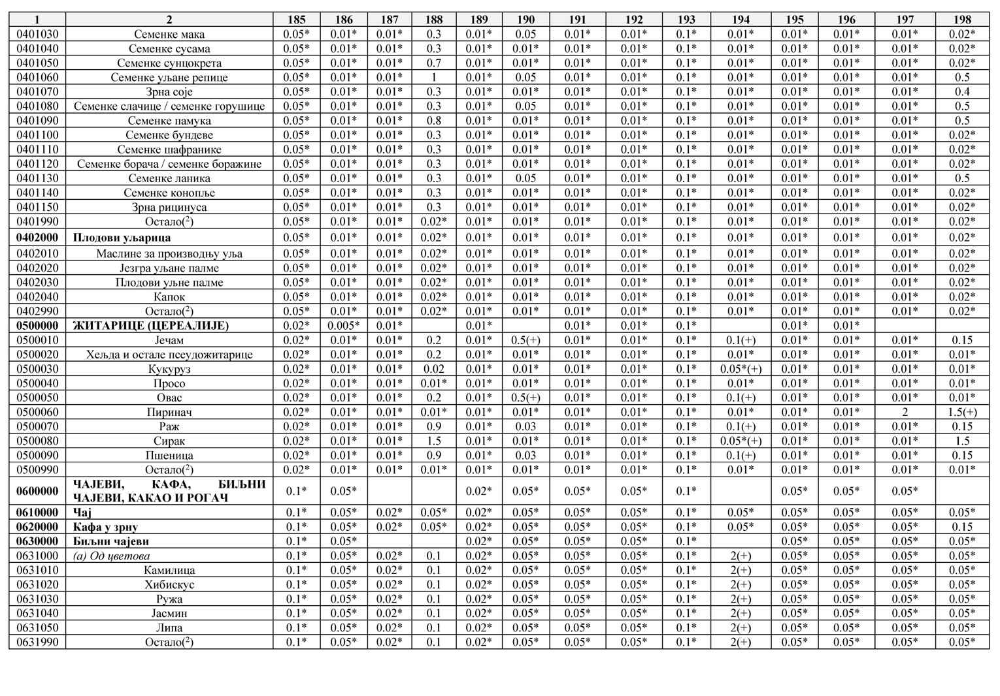 1 2 185 186 187 188 189 190 191 192 193 194 195 196 197 198
0401030 Семенке мака 0.05* 0.01* 0.01* 0.3 0.01* 0.05 0.01* 0.01* 0.1* 0.01* 0.01* 0.01* 0.01* 0.02*
0401040 Семенке сусама 0.05* 0.01* 0.01* 0.3 0.01* 0.01* 0.01* 0.01* 0.1* 0.01* 0.01* 0.01* 0.01* 0.02*
0401050 Семенке сунцокрета 0.05* 0.01* 0.01* 0.7 0.01* 0.01* 0.01* 0.01* 0.1* 0.01* 0.01* 0.01* 0.01* 0.02*
0401060 Семенке уљане репице 0.05* 0.01* 0.01* 1 0.01* 0.05 0.01* 0.01* 0.1* 0.01* 0.01* 0.01* 0.01* 0.5
0401070 Зрна соје 0.05* 0.01* 0.01* 0.3 0.01* 0.01* 0.01* 0.01* 0.1* 0.01* 0.01* 0.01* 0.01* 0.4
0401080 Семенке слачице / семенке горушице 0.05* 0.01* 0.01* 0.3 0.01* 0.05 0.01* 0.01* 0.1* 0.01* 0.01* 0.01* 0.01* 0.5
0401090 Семенке памука 0.05* 0.01* 0.01* 0.8 0.01* 0.01* 0.01* 0.01* 0.1* 0.01* 0.01* 0.01* 0.01* 0.5
0401100 Семенке бундеве 0.05* 0.01* 0.01* 0.3 0.01* 0.01* 0.01* 0.01* 0.1* 0.01* 0.01* 0.01* 0.01* 0.02*
0401110 Семенке шафранике 0.05* 0.01* 0.01* 0.3 0.01* 0.01* 0.01* 0.01* 0.1* 0.01* 0.01* 0.01* 0.01* 0.02*
0401120 Семенке борача / семенке боражине 0.05* 0.01* 0.01* 0.3 0.01* 0.01* 0.01* 0.01* 0.1* 0.01* 0.01* 0.01* 0.01* 0.02*
0401130 Семенке ланика 0.05* 0.01* 0.01* 0.3 0.01* 0.05 0.01* 0.01* 0.1* 0.01* 0.01* 0.01* 0.01* 0.5
0401140 Семенке конопље 0.05* 0.01* 0.01* 0.3 0.01* 0.01* 0.01* 0.01* 0.1* 0.01* 0.01* 0.01* 0.01* 0.02*
0401150 Зрна рицинуса 0.05* 0.01* 0.01* 0.3 0.01* 0.01* 0.01* 0.01* 0.1* 0.01* 0.01* 0.01* 0.01* 0.02*
0401990 Остало(²) 0.05* 0.01* 0.01* 0.02* 0.01* 0.01* 0.01* 0.01* 0.1* 0.01* 0.01* 0.01* 0.01* 0.02*
0402000 Плодови уљарица 0.05* 0.01* 0.01* 0.02* 0.01* 0.01* 0.01* 0.01* 0.1* 0.01* 0.01* 0.01* 0.01* 0.02*
0402010 Маслине за производњу уља 0.05* 0.01* 0.01* 0.02* 0.01* 0.01* 0.01* 0.01* 0.1* 0.01* 0.01* 0.01* 0.01* 0.02*
0402020 Језгра уљане палме 0.05* 0.01* 0.01* 0.02* 0.01* 0.01* 0.01* 0.01* 0.1* 0.01* 0.01* 0.01* 0.01* 0.02*
0402030 Плодови уљне палме 0.05* 0.01* 0.01* 0.02* 0.01* 0.01* 0.01* 0.01* 0.1* 0.01* 0.01* 0.01* 0.01* 0.02*
0402040 Капок 0.05* 0.01* 0.01* 0.02* 0.01* 0.01* 0.01* 0.01* 0.1* 0.01* 0.01* 0.01* 0.01* 0.02*
0402990 Остало(²) 0.05* 0.01* 0.01* 0.02* 0.01* 0.01* 0.01* 0.01* 0.1* 0.01* 0.01* 0.01* 0.01* 0.02*
0500000 ЖИТАРИЦЕ (ЦЕРЕАЛИЈЕ) 0.02* 0.005* 0.01* 0.01* 0.01* 0.01* 0.1* 0.01* 0.01*
0500010 Јечам 0.02* 0.01* 0.01* 0.2 0.01* 0.5(+) 0.01* 0.01* 0.1* 0.1(+) 0.01* 0.01* 0.01* 0.15
0500020 Хељда и остале псеудожитарице 0.02* 0.01* 0.01* 0.2 0.01* 0.01* 0.01* 0.01* 0.1* 0.01* 0.01* 0.01* 0.01* 0.01*
0500030 Кукуруз 0.02* 0.01* 0.01* 0.02 0.01* 0.01* 0.01* 0.01* 0.1* 0.05*(+) 0.01* 0.01* 0.01* 0.01*
0500040 Просо 0.02* 0.01* 0.01* 0.01* 0.01* 0.01* 0.01* 0.01* 0.1* 0.01* 0.01* 0.01* 0.01* 0.01*
0500050 Овас 0.02* 0.01* 0.01* 0.2 0.01* 0.5(+) 0.01* 0.01* 0.1* 0.1(+) 0.01* 0.01* 0.01* 0.01*
0500060 Пиринач 0.02* 0.01* 0.01* 0.01* 0.01* 0.01* 0.01* 0.01* 0.1* 0.01* 0.01* 0.01* 2 1.5(+)
0500070 Раж 0.02* 0.01* 0.01* 0.9 0.01* 0.03 0.01* 0.01* 0.1* 0.1(+) 0.01* 0.01* 0.01* 0.15
0500080 Сирак 0.02* 0.01* 0.01* 1.5 0.01* 0.01* 0.01* 0.01* 0.1* 0.05*(+) 0.01* 0.01* 0.01* 1.5
0500090 Пшеница 0.02* 0.01* 0.01* 0.9 0.01* 0.03 0.01* 0.01* 0.1* 0.1(+) 0.01* 0.01* 0.01* 0.15
0500990 Остало(²) 0.02* 0.01* 0.01* 0.01* 0.01* 0.01* 0.01* 0.01* 0.1* 0.01* 0.01* 0.01* 0.01* 0.01*
ЧАЈЕВИ, КАФА, БИЉНИ
0600000 ЧАЈЕВИ, КАКАО И РОГАЧ 0.1* 0.05* 0.02* 0.05* 0.05* 0.05* 0.1* 0.05* 0.05* 0.05*
0610000 Чај 0.1* 0.05* 0.02* 0.05* 0.02* 0.05* 0.05* 0.05* 0.1* 0.05* 0.05* 0.05* 0.05* 0.05*
0620000 Кафа у зрну 0.1* 0.05* 0.02* 0.05* 0.02* 0.05* 0.05* 0.05* 0.1* 0.05* 0.05* 0.05* 0.05* 0.15
0630000 Биљни чајеви 0.1* 0.05* 0.02* 0.05* 0.05* 0.05* 0.1* 0.05* 0.05* 0.05* 0.05*
0631000 (а) Од цветова 0.1* 0.05* 0.02* 0.1 0.02* 0.05* 0.05* 0.05* 0.1* 2(+) 0.05* 0.05* 0.05* 0.05*
0631010 Камилица 0.1* 0.05* 0.02* 0.1 0.02* 0.05* 0.05* 0.05* 0.1* 2(+) 0.05* 0.05* 0.05* 0.05*
0631020 Хибискус 0.1* 0.05* 0.02* 0.1 0.02* 0.05* 0.05* 0.05* 0.1* 2(+) 0.05* 0.05* 0.05* 0.05*
0631030 Ружа 0.1* 0.05* 0.02* 0.1 0.02* 0.05* 0.05* 0.05* 0.1* 2(+) 0.05* 0.05* 0.05* 0.05*
0631040 Јасмин 0.1* 0.05* 0.02* 0.1 0.02* 0.05* 0.05* 0.05* 0.1* 2(+) 0.05* 0.05* 0.05* 0.05*
0631050 Липа 0.1* 0.05* 0.02* 0.1 0.02* 0.05* 0.05* 0.05* 0.1* 2(+) 0.05* 0.05* 0.05* 0.05*
0631990 Остало(²) 0.1* 0.05* 0.02* 0.1 0.02* 0.05* 0.05* 0.05* 0.1* 2(+) 0.05* 0.05* 0.05* 0.05*